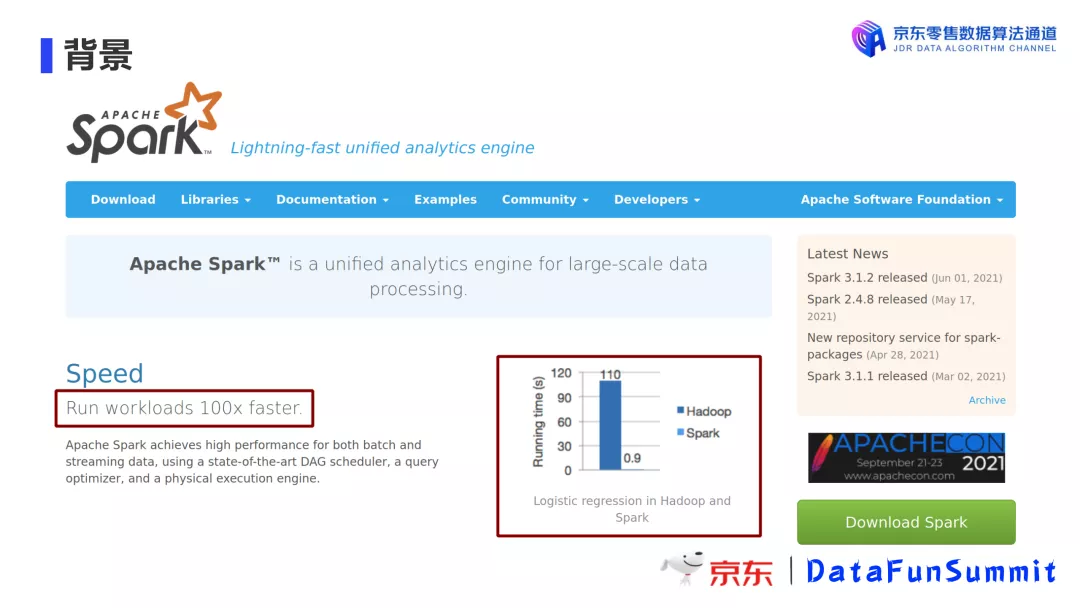 背景
京东零售数据算法通道
JDR DATA ALGORITHM CHANNEL
APACHE
Spark™
Lightning-fast unified analytics engine
Download Libraries Documentation Examples Community Developers Apache Software Foundation
Apache Spark™ is a unified analytics engine for large-scale data
processing.
Latest News
Spark 3.1.2 released (Jun 01, 2021)
Spark 2.4.8 released (May 17,
2021)
New repository service for spark-
packages (Apr 28, 2021)
Spark 3.1.1 released (Mar 02, 2021)
Archive
Speed
Run workloads 100x faster.
Apache Spark achieves high performance for both batch and
streaming data, using a state-of-the-art DAG scheduler, a query
optimizer, and a physical execution engine.
Running time (s)
120
90
60
30
0
110
0.9
Hadoop
Spark
Logistic regression in Hadoop and
Spark
APACHECON
September 21-23 2021
www.apachecon.com
Download Spark
京东 | DataFunSummit